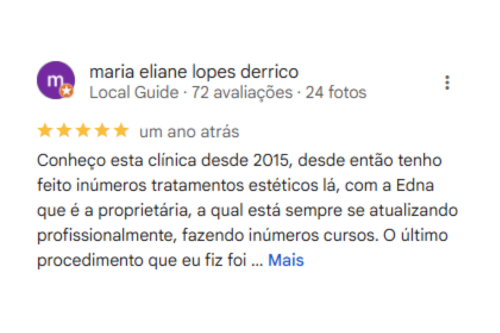 m
maria eliane lopes derrico
Local Guide · 72 avaliações · 24 fotos
um ano atrás
Conheço esta clínica desde 2015, desde então tenho
feito inúmeros tratamentos estéticos lá, com a Edna
que é a proprietária, a qual está sempre se atualizando
profissionalmente, fazendo inúmeros cursos. O último
procedimento que eu fiz foi ... Mais